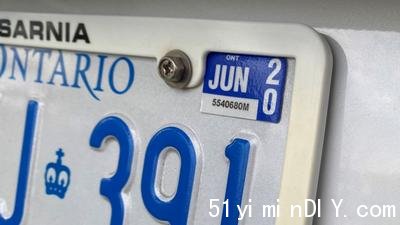 SARNIA
ONTARIO
ONT
JUN 20
5540680M
J 391
51yiminDIY.com